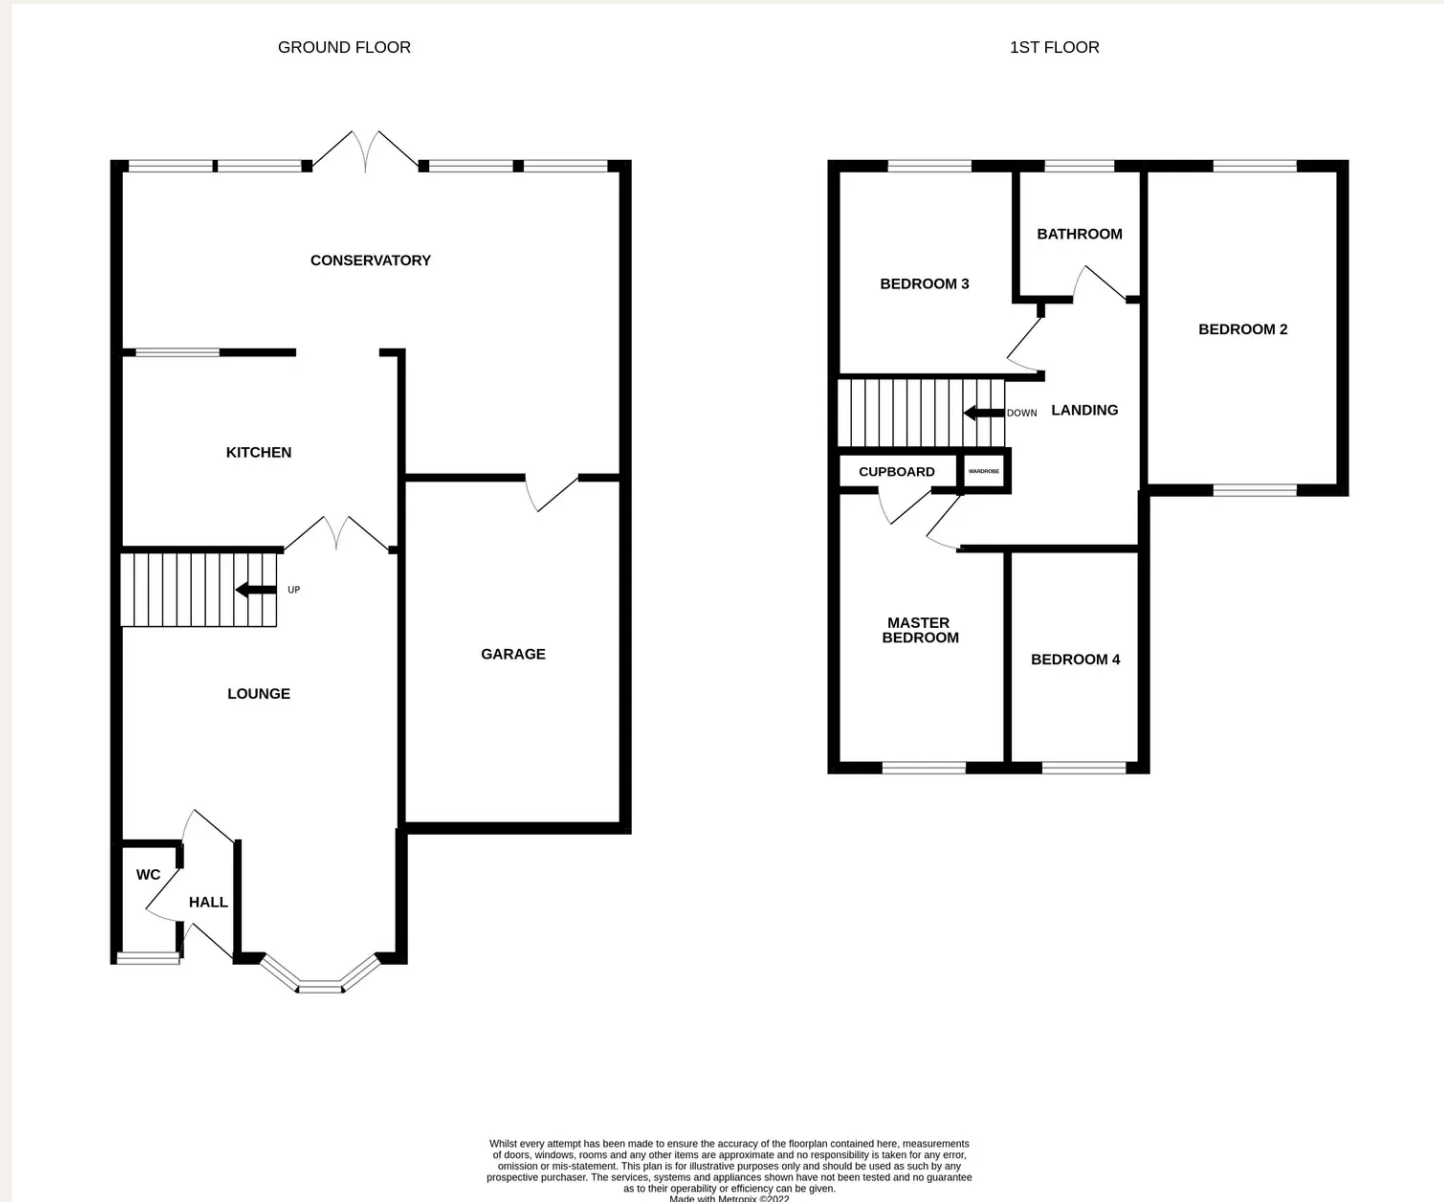 GROUND FLOOR
1ST FLOOR
CONSERVATORY
KITCHEN
UP
LOUNGE
GARAGE
WC
HALL
BATHROOM
BEDROOM 3
BEDROOM 2
DOWN
LANDING
CUPBOARD
WARDROBE
MASTER
BEDROOM
BEDROOM 4
Whilst every attempt has been made to ensure the accuracy of the floorplan contained here, measurements
of doors, windows, rooms and any other items are approximate and no responsibility is taken for any error,
omission or mis-statement. This plan is for illustrative purposes only and should be used as such by any
prospective purchaser. The services, systems and appliances shown have not been tested and no guarantee
as to their operability or efficiency can be given.
Made with Metropix ©2022